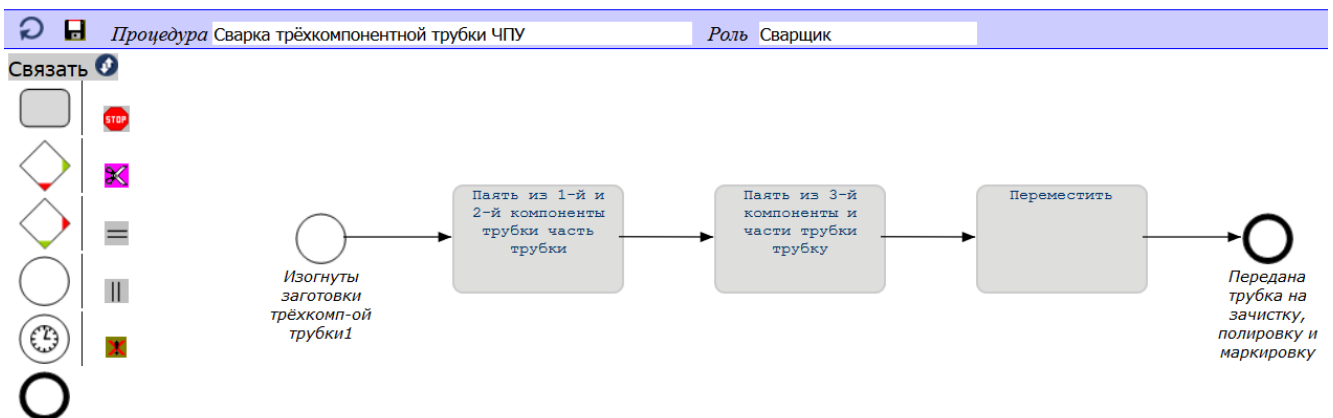 Процедура Сварка трёхкомпонентной трубки ЧПУ Роль Сварщик
Связать
STOP
Изогнуты
заготовки
трёхкомп-ой
трубки1
Паять из 1-й и
2-й компоненты
трубки часть
трубки
Паять из 3-й
компоненты и
части трубки
трубку
Переместить
Передана
трубка на
зачистку,
полировку и
маркировку